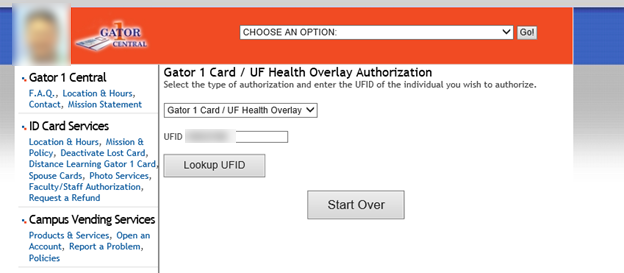 GATOR
1
CENTRAL
CHOOSE AN OPTION:
Go!
Gator 1 Central
F.A.Q., Location & Hours,
Contact, Mission Statement
ID Card Services
Location & Hours, Mission &
Policy, Deactivate Lost Card,
Distance Learning Gator 1 Card,
Spouse Cards, Photo Services,
Faculty/Staff Authorization,
Request a Refund
Campus Vending Services
Products & Services, Open an
Account, Report a Problem,
Policies
Gator 1 Card / UF Health Overlay Authorization
Select the type of authorization and enter the UFID of the individual you wish to authorize.
Gator 1 Card / UF Health Overlay
UFID
Lookup UFID
Start Over